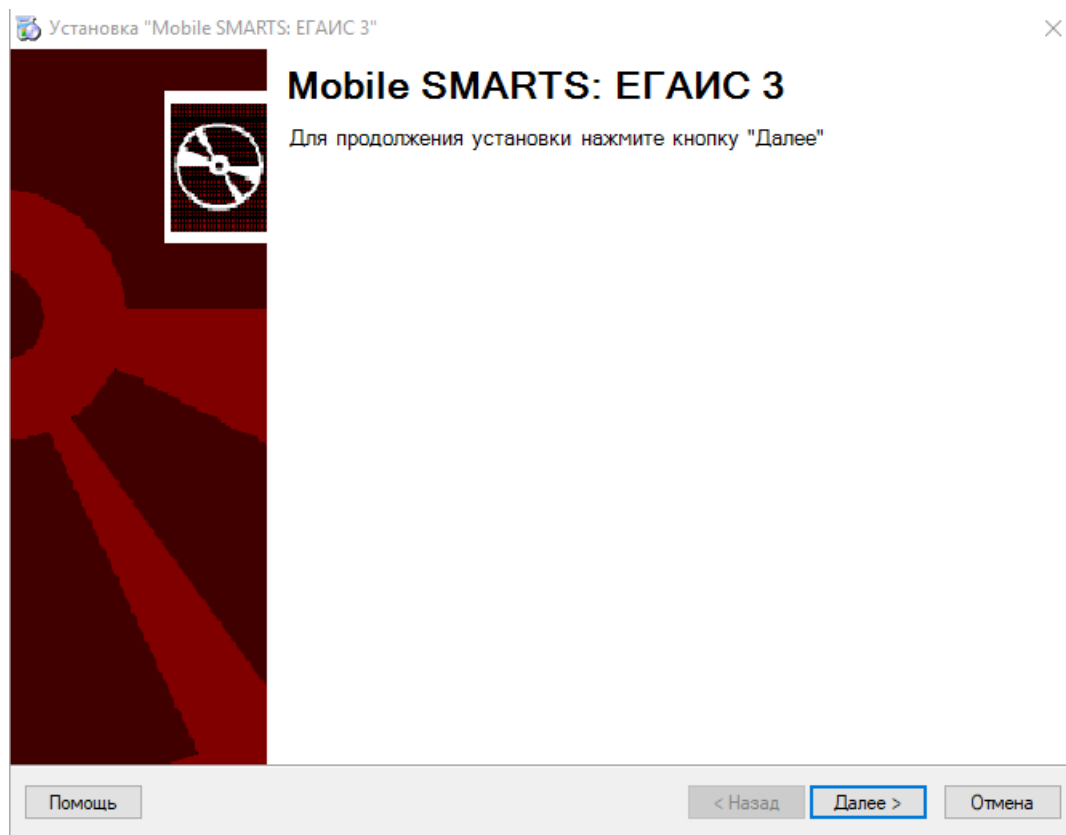 Установка "Mobile SMARTS: ЕГАИС 3"
Mobile SMARTS: ЕГАИС 3
Для продолжения установки нажмите кнопку "Далее"
Помощь
< Назад
Далее >
Отмена